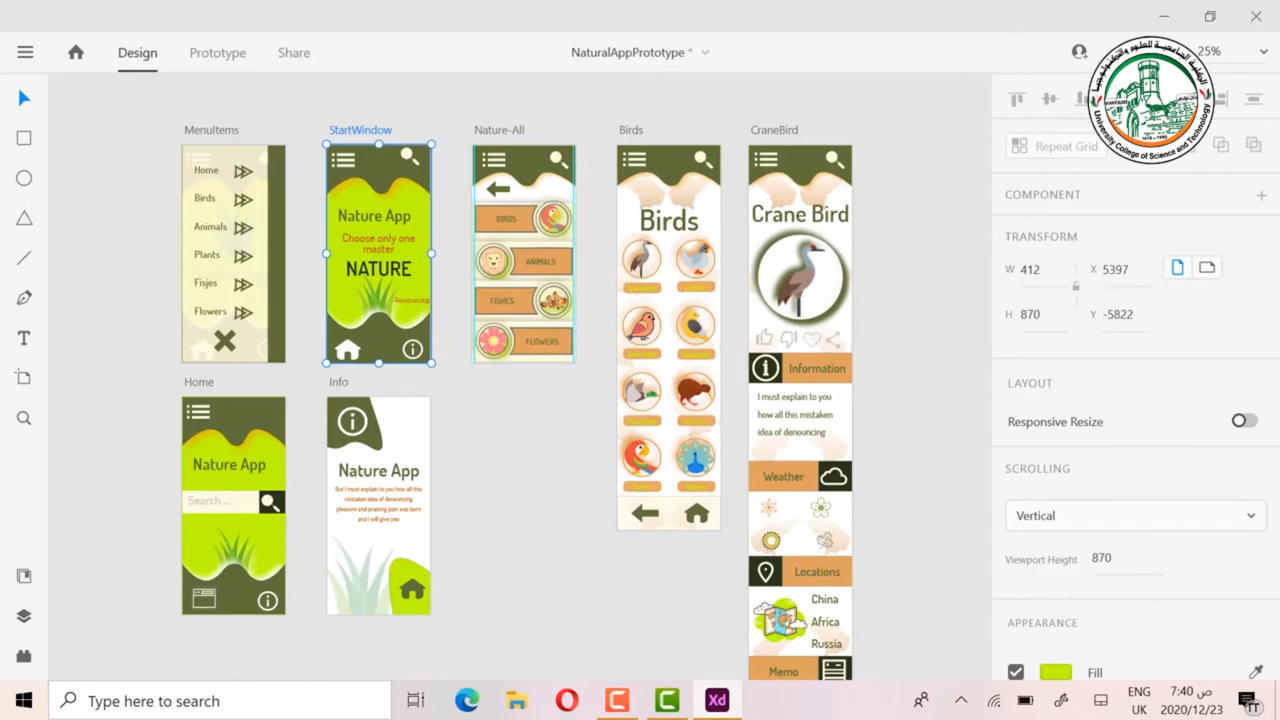 Design
Prototype
Share
NaturalAppPrototype *
25%
الكلية الجامعية للعلوم والتكنولوجيا
University College of Science and Technology
Repeat Grid
COMPONENT
TRANSFORM
W 412
X 5397
H 870
Y -5822
LAYOUT
Responsive Resize
SCROLLING
Vertical
Viewport Height 870
APPEARANCE
Fill
MenuItems
Home
Birds
Animals
Plants
Fisjes
Flowers
StartWindow
Nature App
Choose only one
master
NATURE
Nature-All
BIRDS
ANIMALS
FISHES
FLOWERS
Birds
Birds
CraneBird
Crane Bird
Information
I must explain to you
how all this mistaken
idea of denouncing
Weather
Locations
China
Africa
Russia
Memo
Home
Nature App
Search ...
Info
Nature App
But I must explain to you how all this
mistaken idea of denouncing
pleasure and praising pain was born
and I will give you
Type here to search
Xd
ENG
UK
7:40 ص
2020/12/23